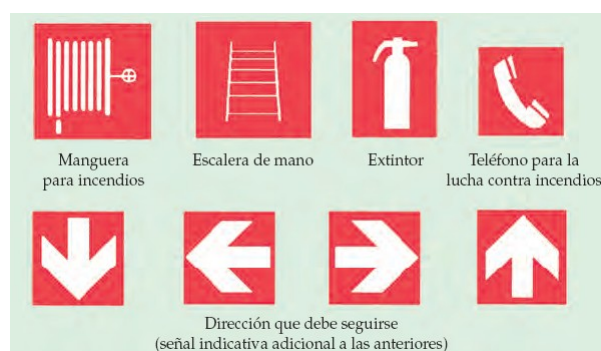 Manguera
para incendios
Escalera de mano
Extintor
Teléfono para la
lucha contra incendios
Dirección que debe seguirse
(señal indicativa adicional a las anteriores)